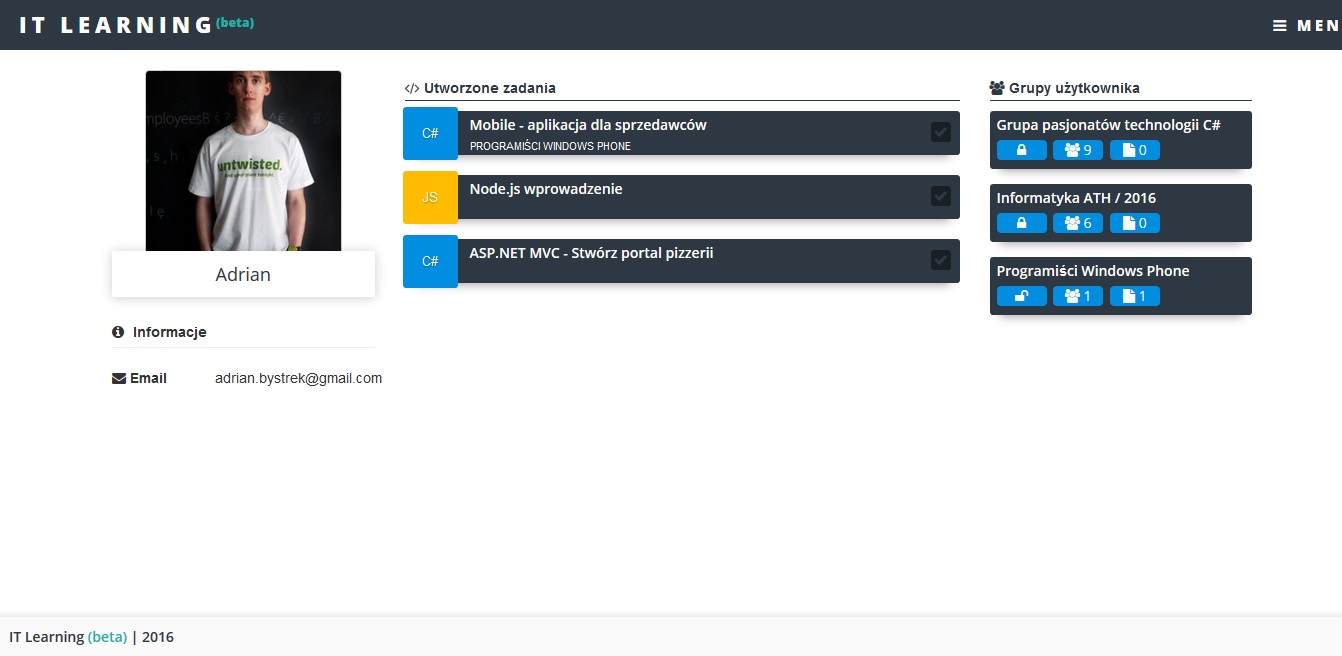 IT LEARNING(beta)
MEN
untwisted.
Adrian
Informacje
Email adrian.bystrek@gmail.com
Utworzone zadania
C#
Mobile - aplikacja dla sprzedawców
PROGRAMIŚCI WINDOWS PHONE
JS
Node.js wprowadzenie
C#
ASP.NET MVC - Stwórz portal pizzerii
Grupy użytkownika
Grupa pasjonatów technologii C#
9 0
Informatyka ATH / 2016
6 0
Programiści Windows Phone
1 1
IT Learning (beta) | 2016